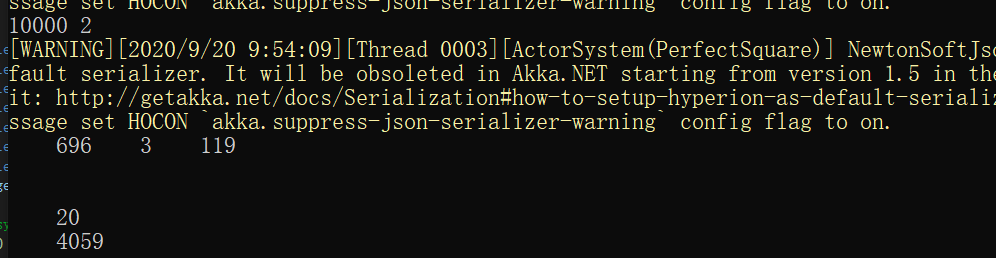 ssage set HOCON `akka.suppress-json-serializer-warning` config flag to on.
10000 2
[WARNING][2020/9/20 9:54:09][Thread 0003][ActorSystem(PerfectSquare)] NewtonSoftJso
fault serializer. It will be obsoleted in Akka.NET starting from version 1.5 in the
it: http://getakka.net/docs/Serialization#how-to-setup-hyperion-as-default-serializ
ssage set HOCON `akka.suppress-json-serializer-warning` config flag to on.
696 3 119
20
4059